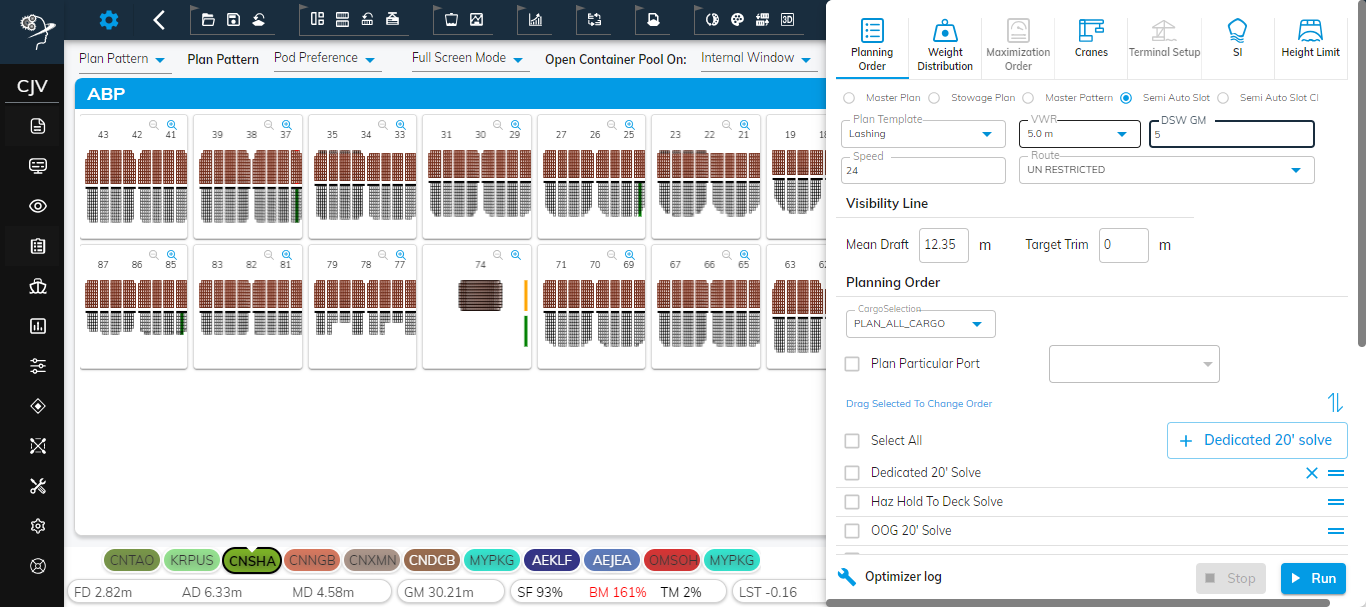 CJV
Plan Pattern
Plan Pattern
Pod Preference
Full Screen Mode
Open Container Pool On:
Internal Window
ABP
43 42 41
39 38 37
35 34 33
31 30 29
27 26 25
23 22 21
19
87 86 85
83 82 81
79 78 77
74
71 70 69
67 66 65
63
CNTAO KRPUS CNSHA CNNGB CNXMN CNDCB MYPKG AEKLF AEJEA OMSOH MYPKG
FD 2.82m AD 6.33m MD 4.58m
GM 30.21m
SF 93% BM 161% TM 2%
LST -0.16
Planning Order
Weight Distribution
Maximization Order
Cranes
Terminal Setup
SI
Height Limit
Master Plan
Stowage Plan
Master Pattern
Semi Auto Slot
Semi Auto Slot Cl
Plan Template
Lashing
VWR
5.0 m
DSW GM
5
Speed
24
Route
UN RESTRICTED
Visibility Line
Mean Draft 12.35 m
Target Trim 0 m
Planning Order
CargoSelection
PLAN_ALL_CARGO
Plan Particular Port
Drag Selected To Change Order
Select All
+ Dedicated 20' solve
Dedicated 20' Solve
Haz Hold To Deck Solve
OOG 20' Solve
Optimizer log
Stop
Run